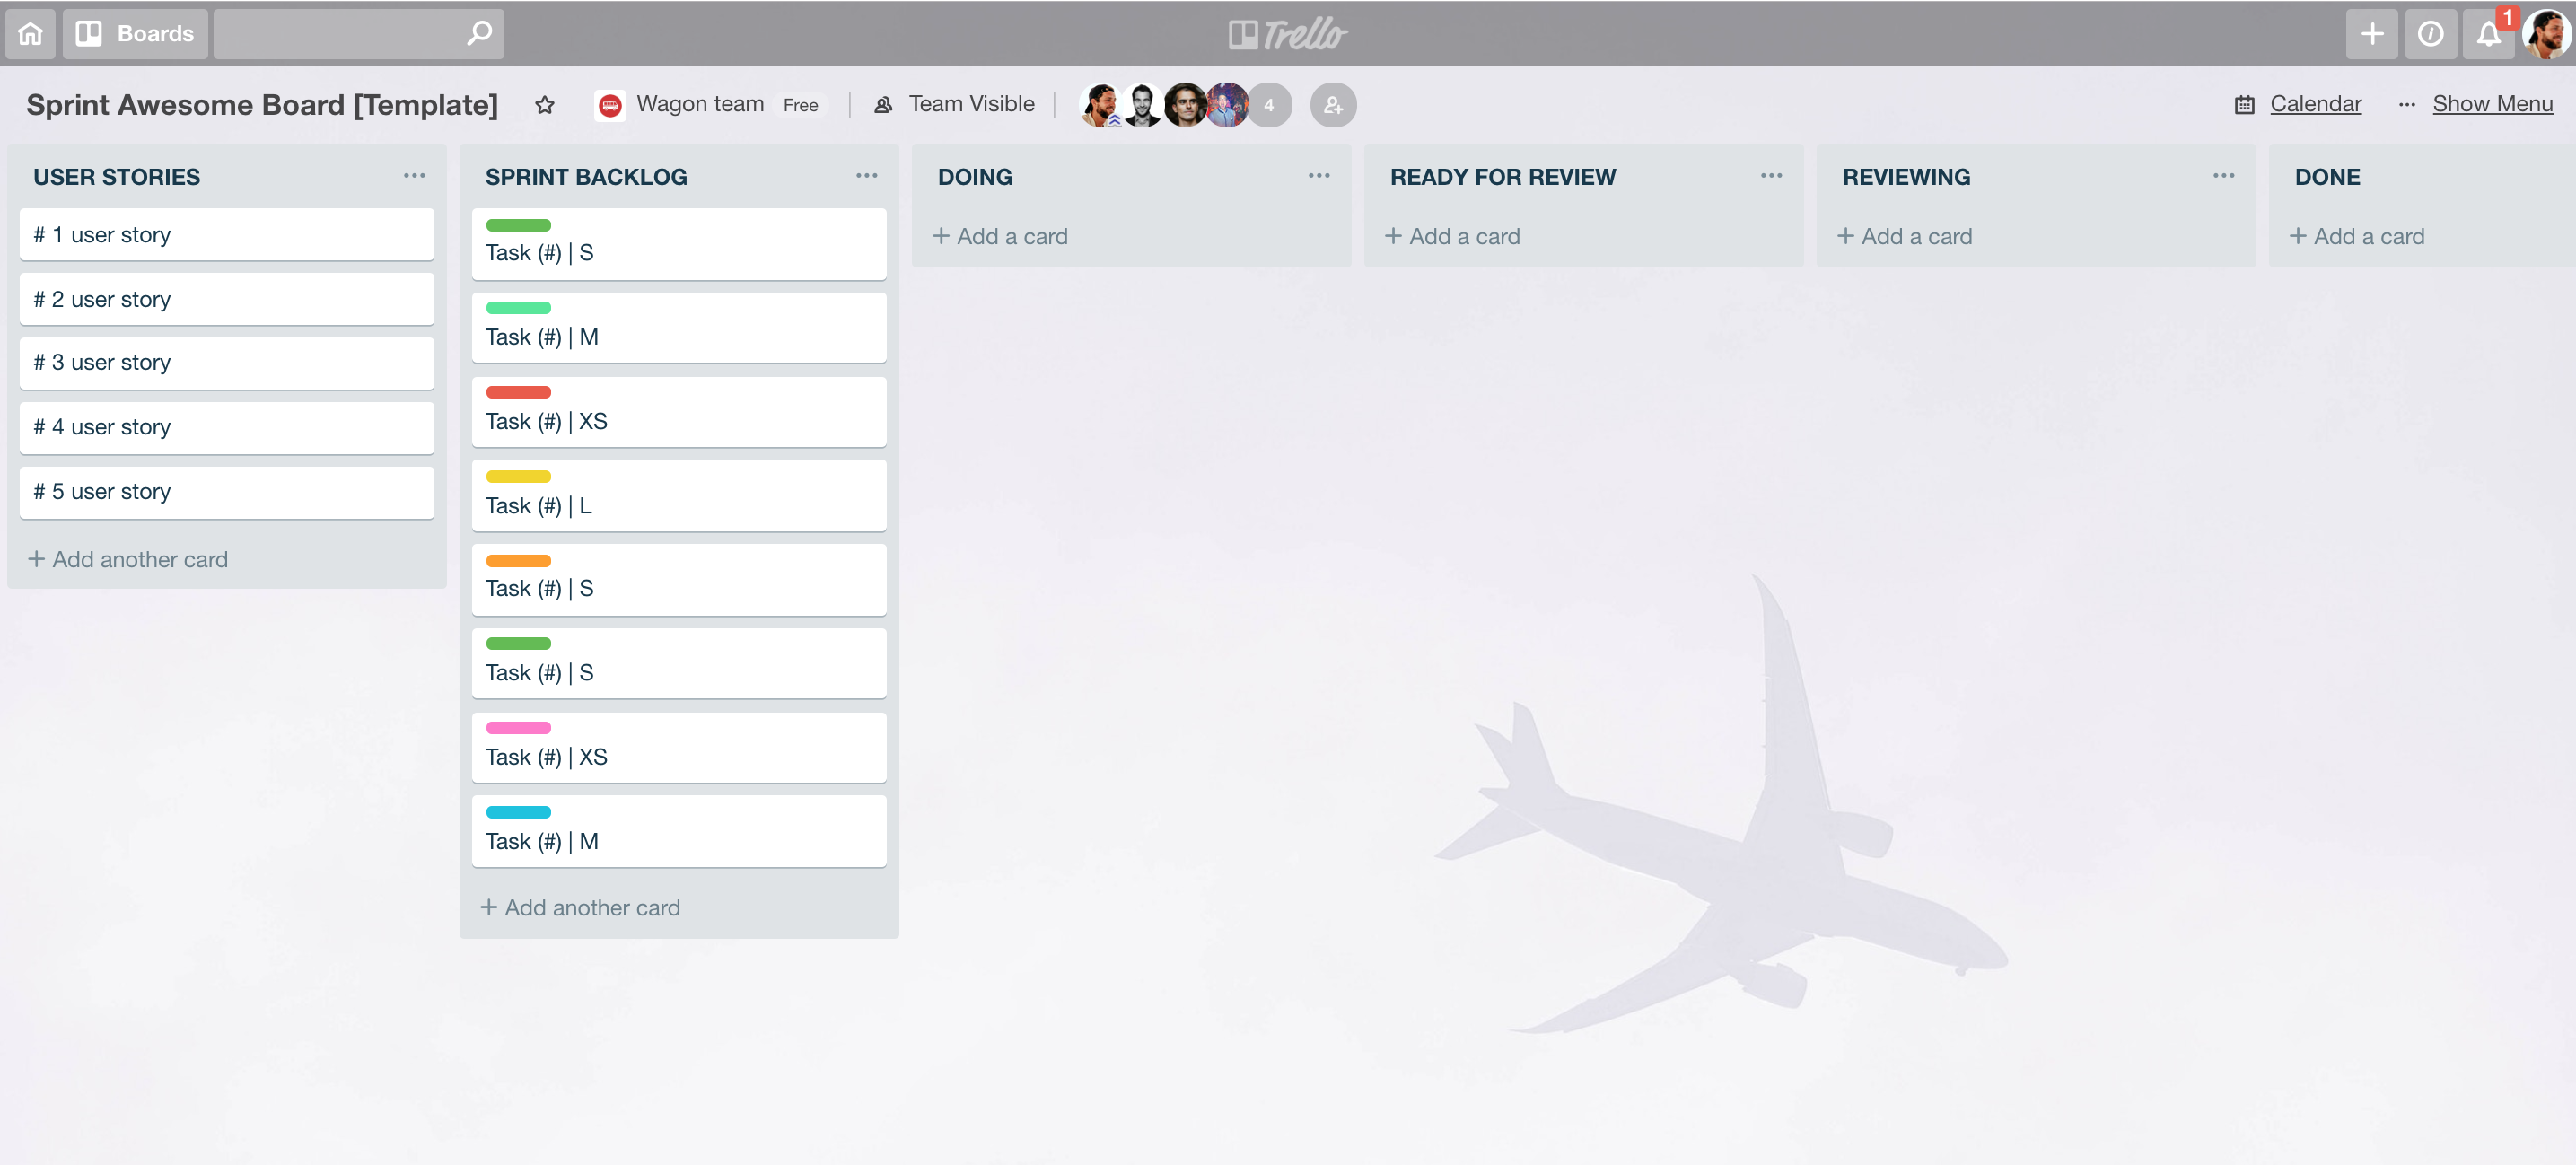 Boards
Trello
1
Sprint Awesome Board [Template]
Wagon team Free
Team Visible
4
Calendar
Show Menu
USER STORIES
# 1 user story
# 2 user story
# 3 user story
# 4 user story
# 5 user story
+ Add another card
SPRINT BACKLOG
Task (#) | S
Task (#) | M
Task (#) | XS
Task (#) | L
Task (#) | S
Task (#) | S
Task (#) | XS
Task (#) | M
+ Add another card
DOING
+ Add a card
READY FOR REVIEW
+ Add a card
REVIEWING
+ Add a card
DONE
+ Add a card